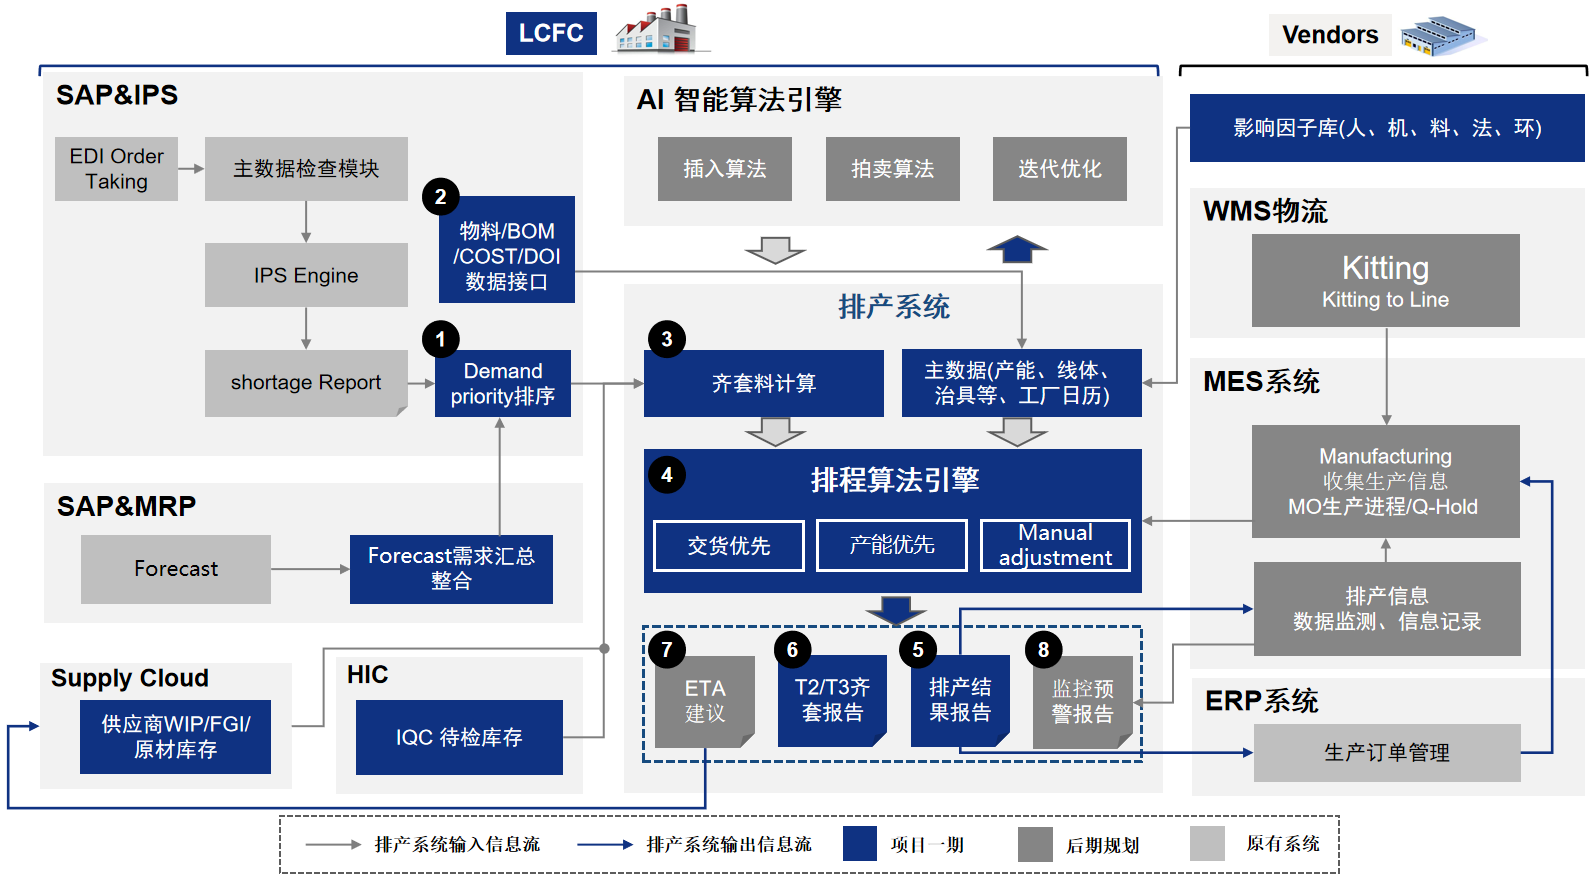 LCFC
Vendors
SAP&IPS
EDI Order
Taking
主数据检查模块
IPS Engine
shortage Report
2
物料/BOM
/COST/DOI
数据接口
1
Demand
priority排序
SAP&MRP
Forecast
Forecast需求汇总
整合
Supply Cloud
供应商WIP/FGI/
原材库存
HIC
IQC 待检库存
AI 智能算法引擎
插入算法
拍卖算法
迭代优化
排产系统
3
齐套料计算
主数据(产能、线体、
治具等、工厂日历)
4
排程算法引擎
交货优先
产能优先
Manual
adjustment
7
ETA
建议
6
T2/T3齐
套报告
5
排产结
果报告
8
监控预
警报告
影响因子库(人、机、料、法、环)
WMS物流
Kitting
Kitting to Line
MES系统
Manufacturing
收集生产信息
MO生产进程/Q-Hold
排产信息
数据监测、信息记录
ERP系统
生产订单管理
排产系统输入信息流
排产系统输出信息流
项目一期
后期规划
原有系统